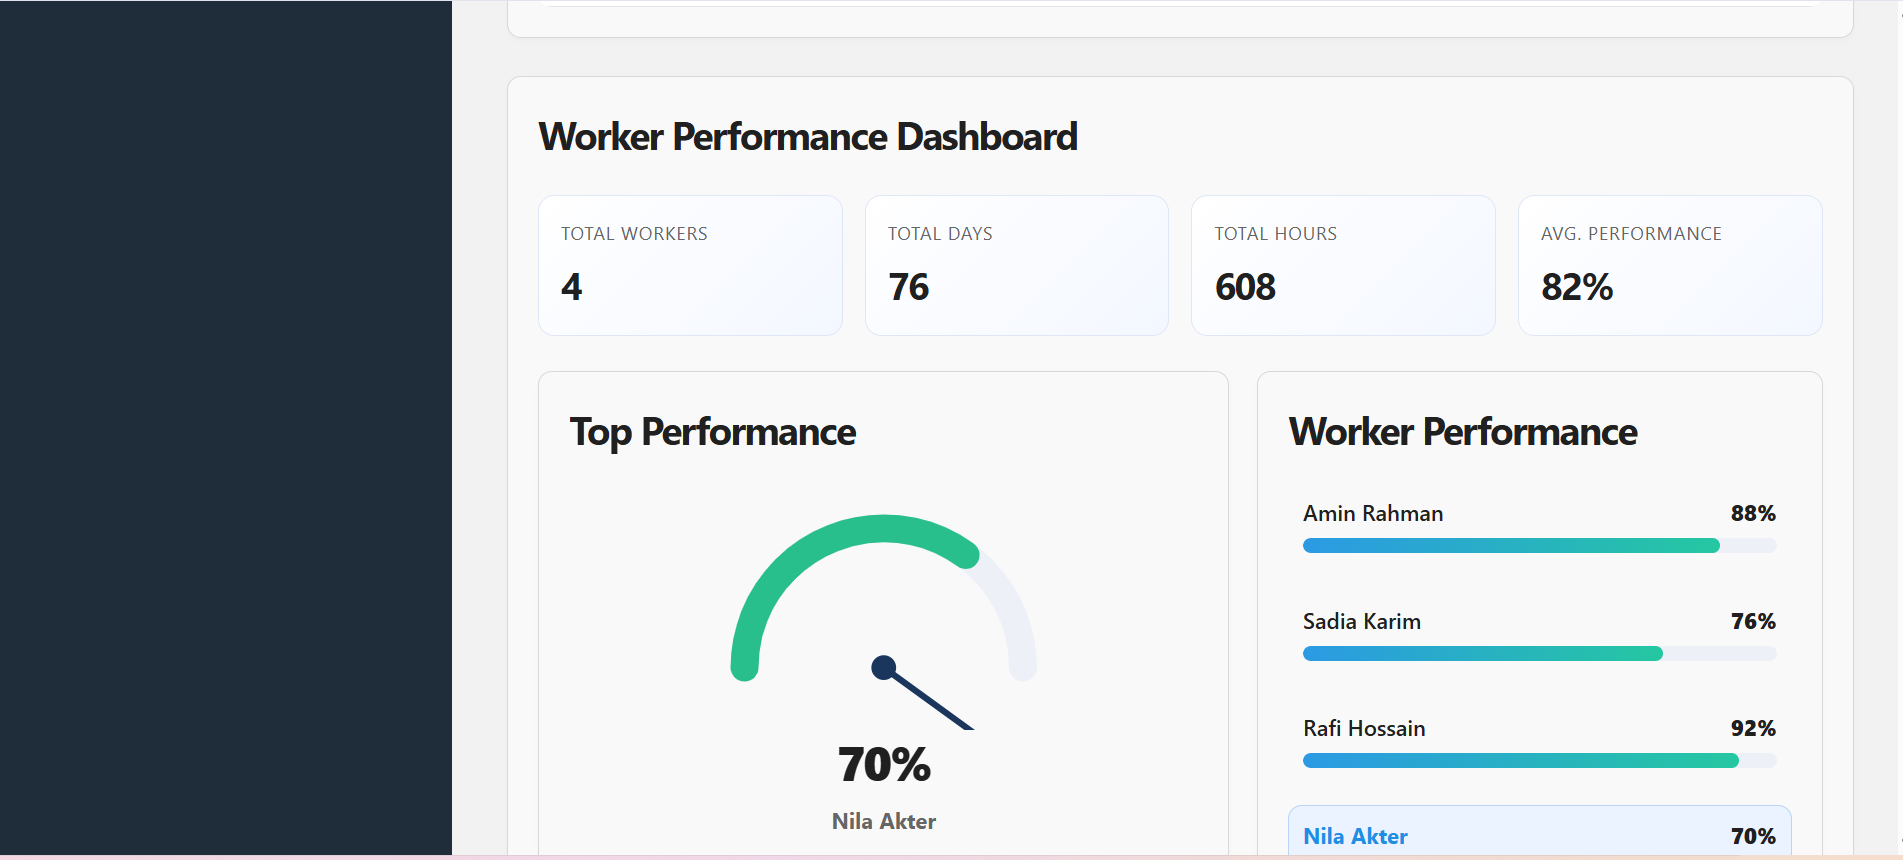 Worker Performance Dashboard
TOTAL WORKERS
4
TOTAL DAYS
76
TOTAL HOURS
608
AVG. PERFORMANCE
82%
Top Performance
70%
Nila Akter
Worker Performance
Amin Rahman 88%
Sadia Karim 76%
Rafi Hossain 92%
Nila Akter 70%